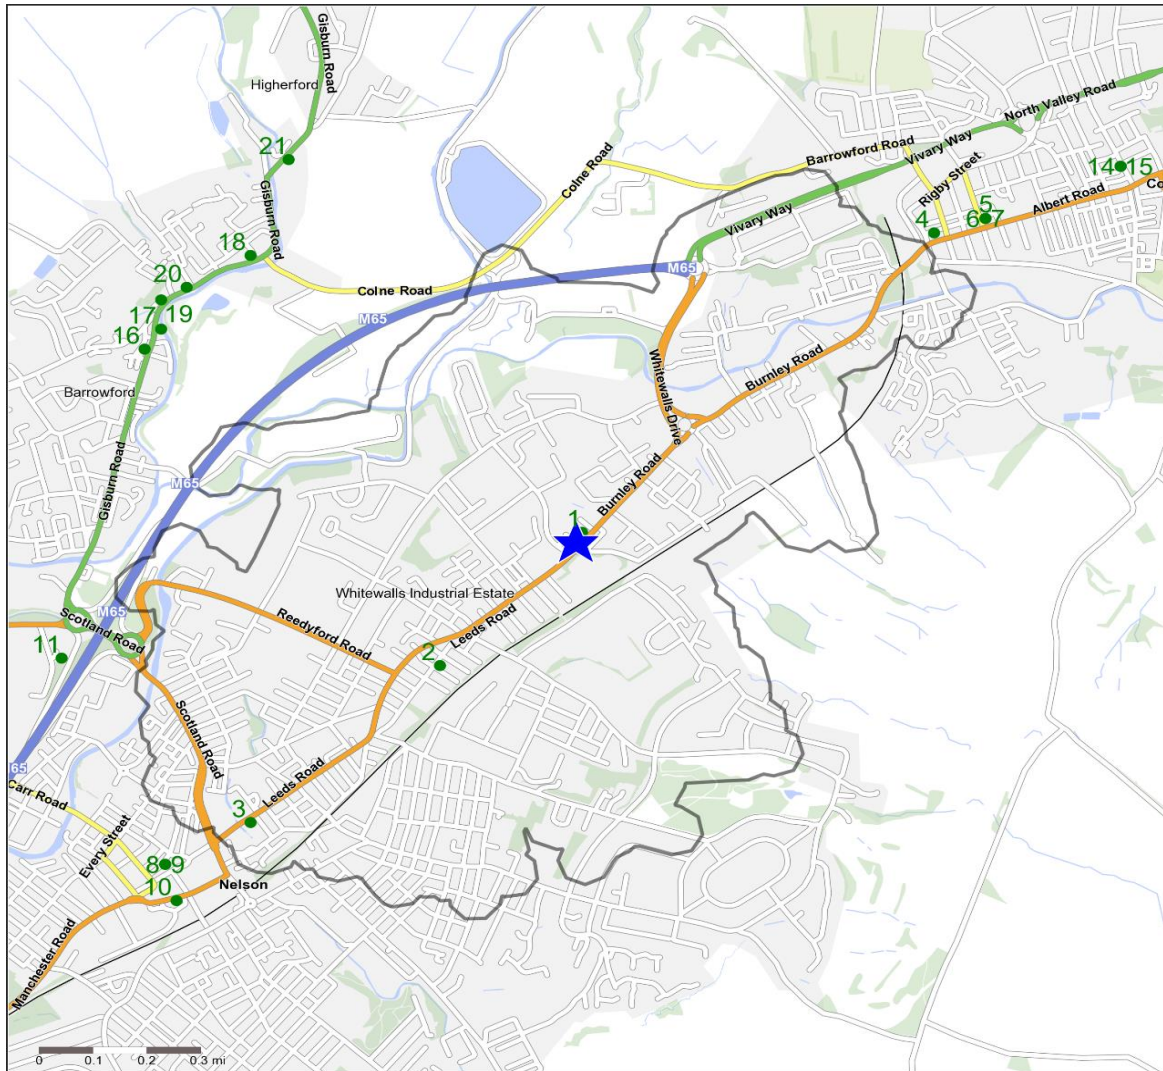 Gisburn Road
Higherford
North Valley Road
21
Barrowford Road
Vivary Way
Colne Road
Rigby Street
14 15
Gisburn Road
Albert Road
Co
5
4
6 7
18
Vivary Way
M65
20
Colne Road
17 19
M65
16
Whitewalls Drive
Burnley Road
Barrowford
Gisburn Road
M65
Burnley Road
1
Whitewalls Industrial Estate
M65
Scotland Road
Reedyford Road
Leeds Road
11
2
Scotland Road
M65
Carr Road
Leeds Road
3
Every Street
8 9
Nelson
10
Manchester Road
0 0.1 0.2 0.3 mi